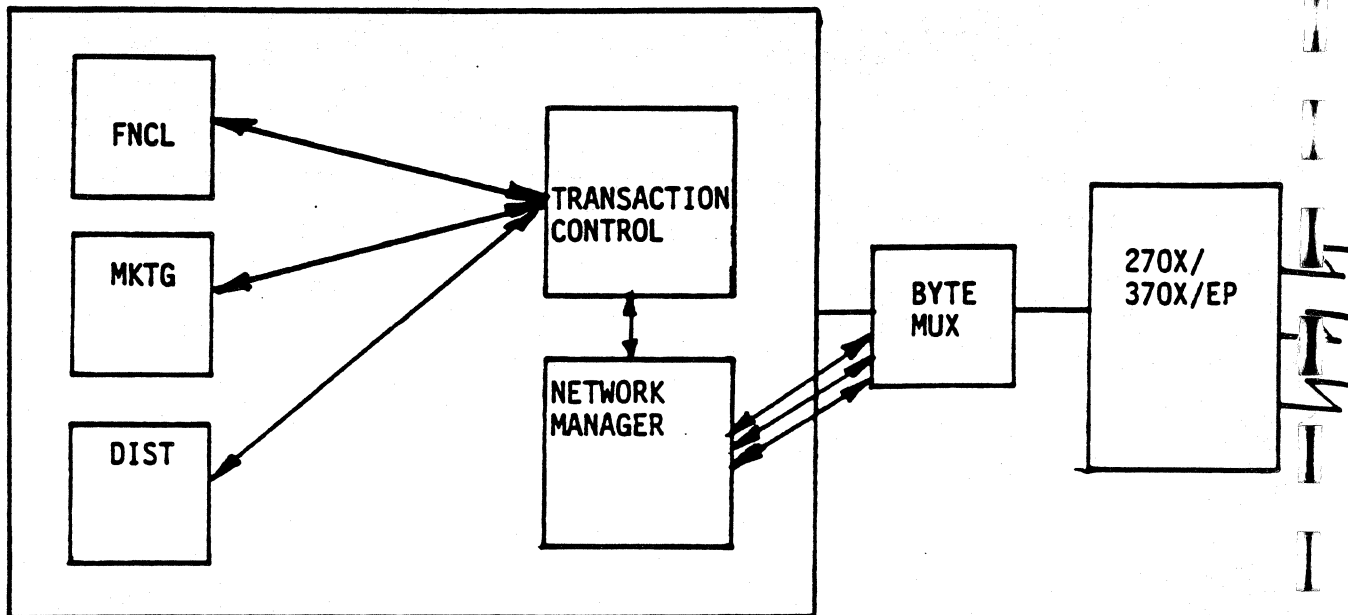 FNCL
MKTG
DIST
TRANSACTION
CONTROL
NETWORK
MANAGER
BYTE
MUX
270X/
370X/EP